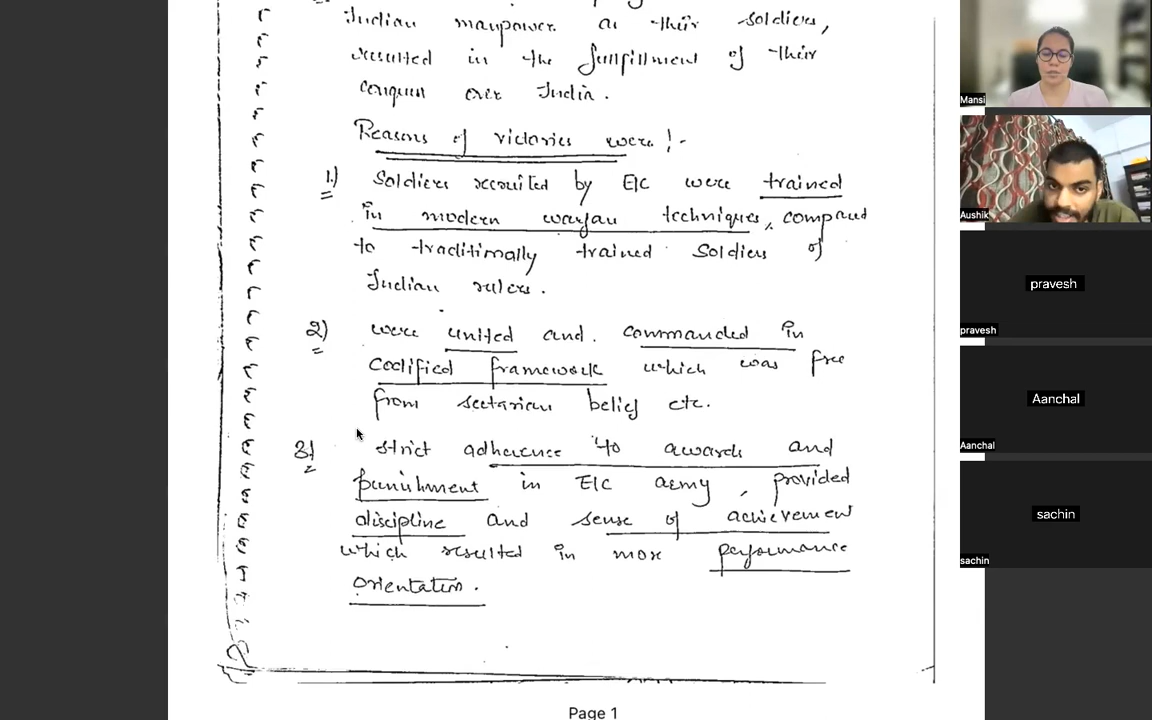 Indian manpower as their soldiers,
resulted in the fullfillment of their
conquest over India.
Reasons of victories were :-
1.) Soldiers recruited by EIC were trained
in modern warfare techniques, compared
to traditionally trained soldiers of
Indian rulers.
2) were united and commanded in
codified framework which was free
from sectarian belief etc.
3) strict adherence to awards and
punishment in EIC army, provided
discipline and sense of achievement
which resulted in more performance
orientation.
Page 1
Mansi
Aushik
pravesh
pravesh
Aanchal
Aanchal
sachin
sachin